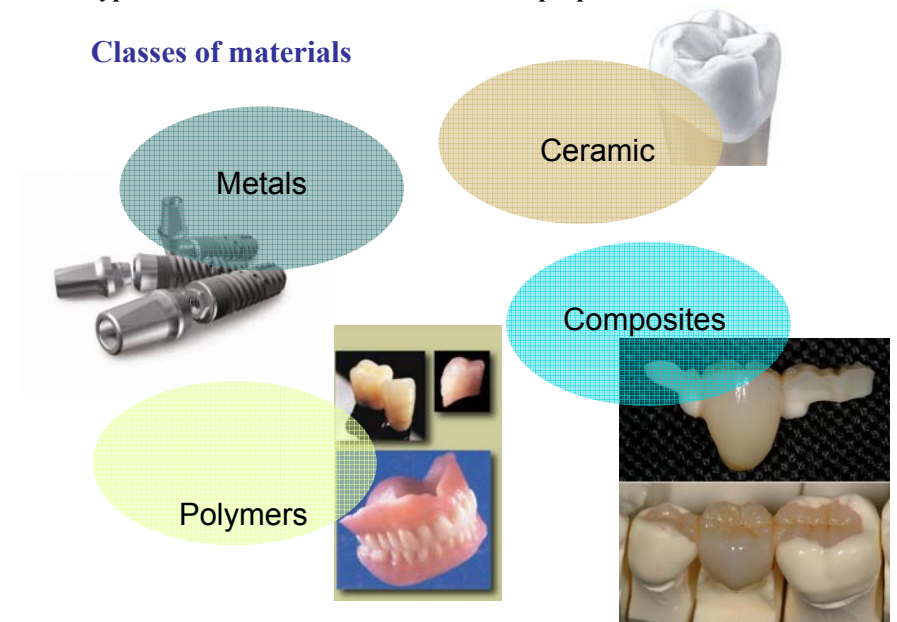 Classes of materials
Ceramic
Metals
Composites
Polymers